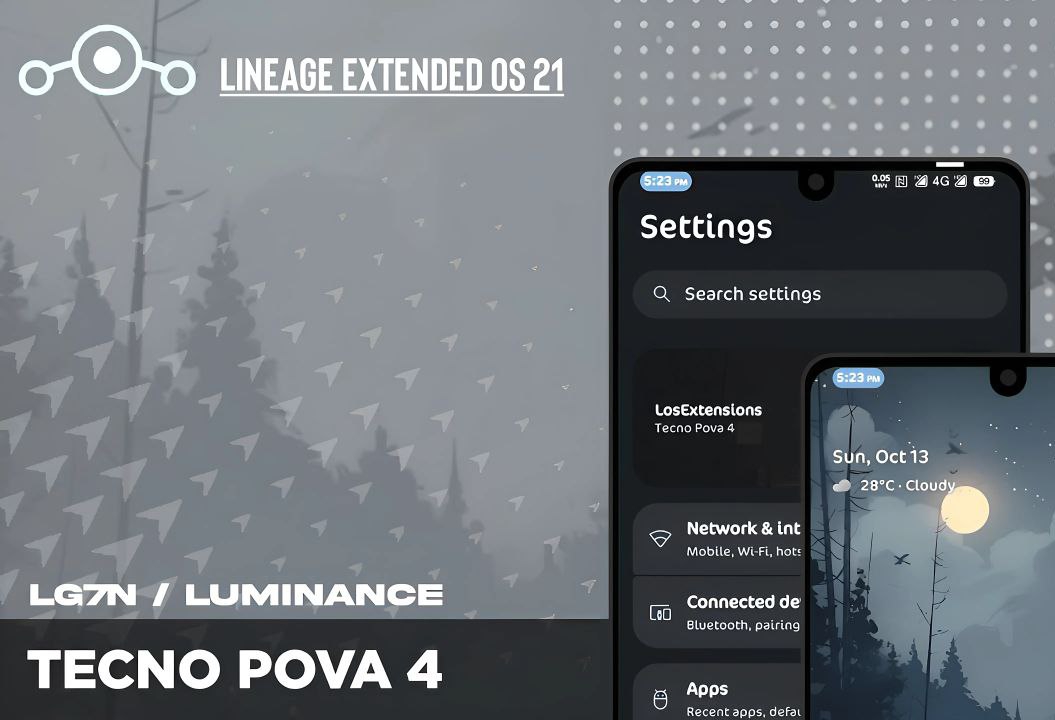 LINEAGE EXTENDED OS 21
5:23 PM
0.05
4G
99
Settings
Search settings
LosExtensions
Tecno Pova 4
Network & int
Mobile, Wi-Fi, hots
Connected de
Bluetooth, pairing
Apps
Recent apps, defau
5:23 PM
Sun, Oct 13
28°C · Cloudy
LG7N / LUMINANCE
TECNO POVA 4